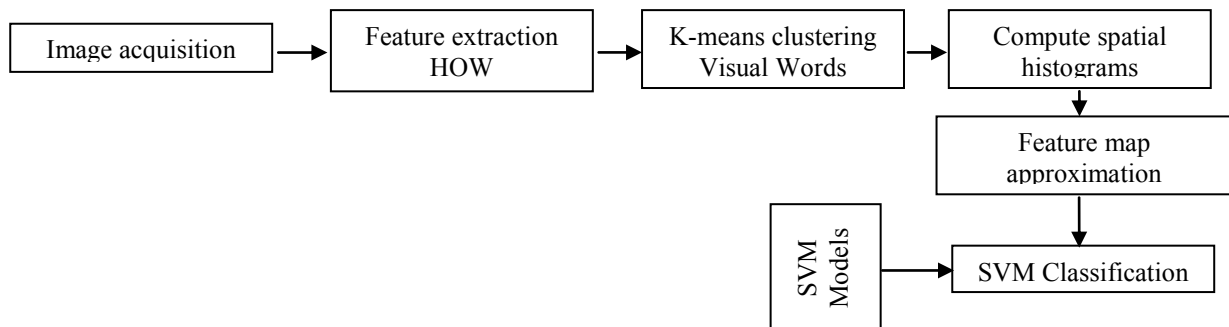 Image acquisition
Feature extraction
HOW
K-means clustering
Visual Words
Compute spatial
histograms
Feature map
approximation
SVM
Models
SVM Classification